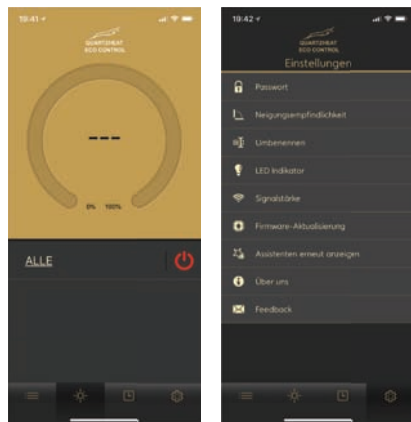 19:41
QUARTZHEAT
ECO CONTROL
---
0% 100%
ALLE
19:42
QUARTZHEAT
ECO CONTROL
Einstellungen
Passwort
Neigungsempfindlichkeit
Umbenennen
LED Indikator
Signalstärke
Firmware-Aktualisierung
Assistenten erneut anzeigen
Über uns
Feedback